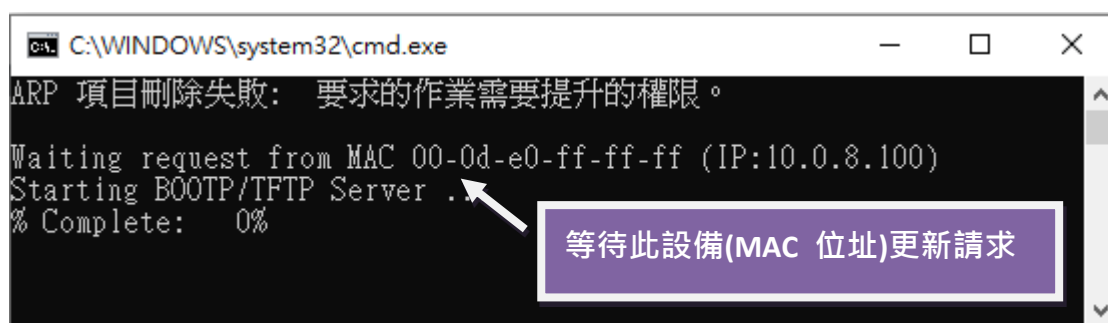 C:\WINDOWS\system32\cmd.exe
ARP 項目刪除失敗: 要求的作業需要提升的權限。
Waiting request from MAC 00-0d-e0-ff-ff-ff (IP:10.0.8.100)
Starting BOOTP/TFTP Server ..
% Complete: 0%
等待此設備(MAC 位址)更新請求